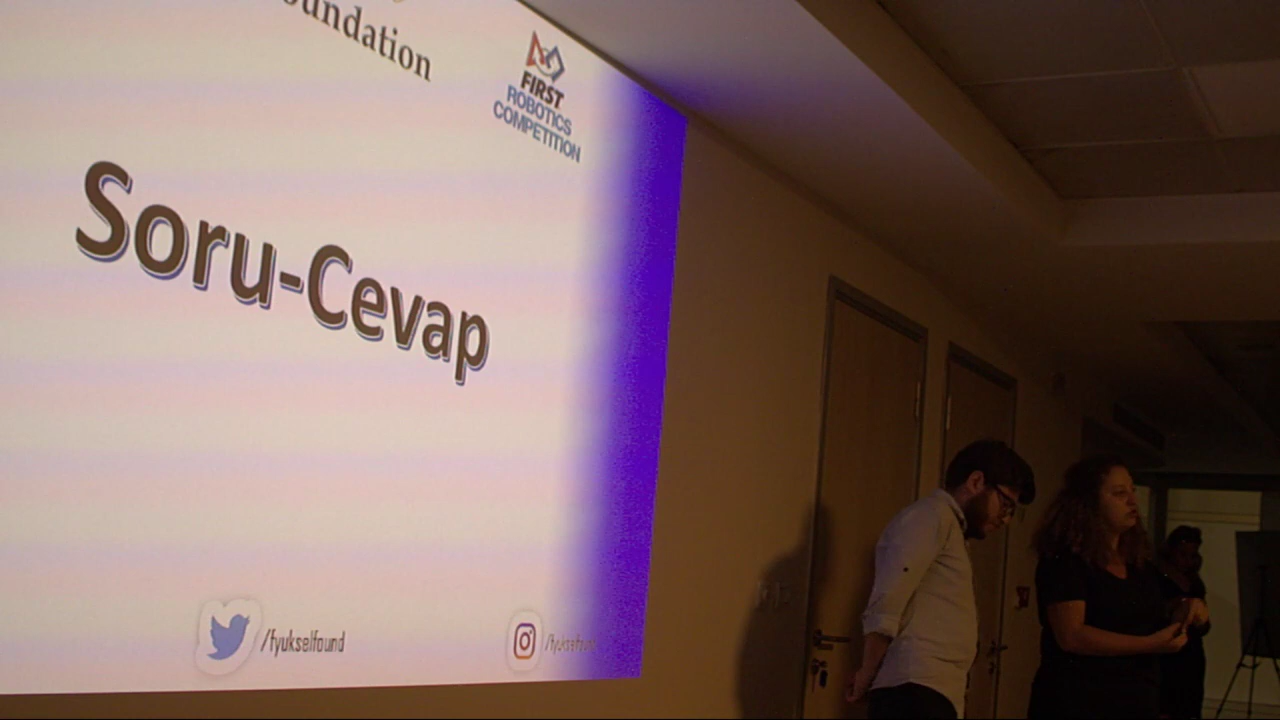 oundation
FIRST
ROBOTICS
COMPETITION
Soru-Cevap
/fyukselfound
/fyukselfound